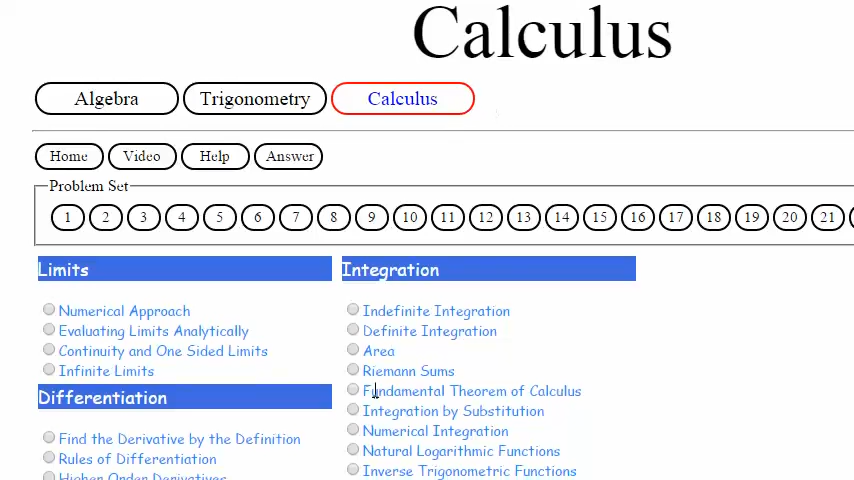 Calculus
Algebra Trigonometry Calculus
Home Video Help Answer
Problem Set
1 2 3 4 5 6 7 8 9 10 11 12 13 14 15 16 17 18 19 20 21
Limits
Numerical Approach
Evaluating Limits Analytically
Continuity and One Sided Limits
Infinite Limits
Differentiation
Find the Derivative by the Definition
Rules of Differentiation
Higher Order Derivatives
Integration
Indefinite Integration
Definite Integration
Area
Riemann Sums
Fundamental Theorem of Calculus
Integration by Substitution
Numerical Integration
Natural Logarithmic Functions
Inverse Trigonometric Functions